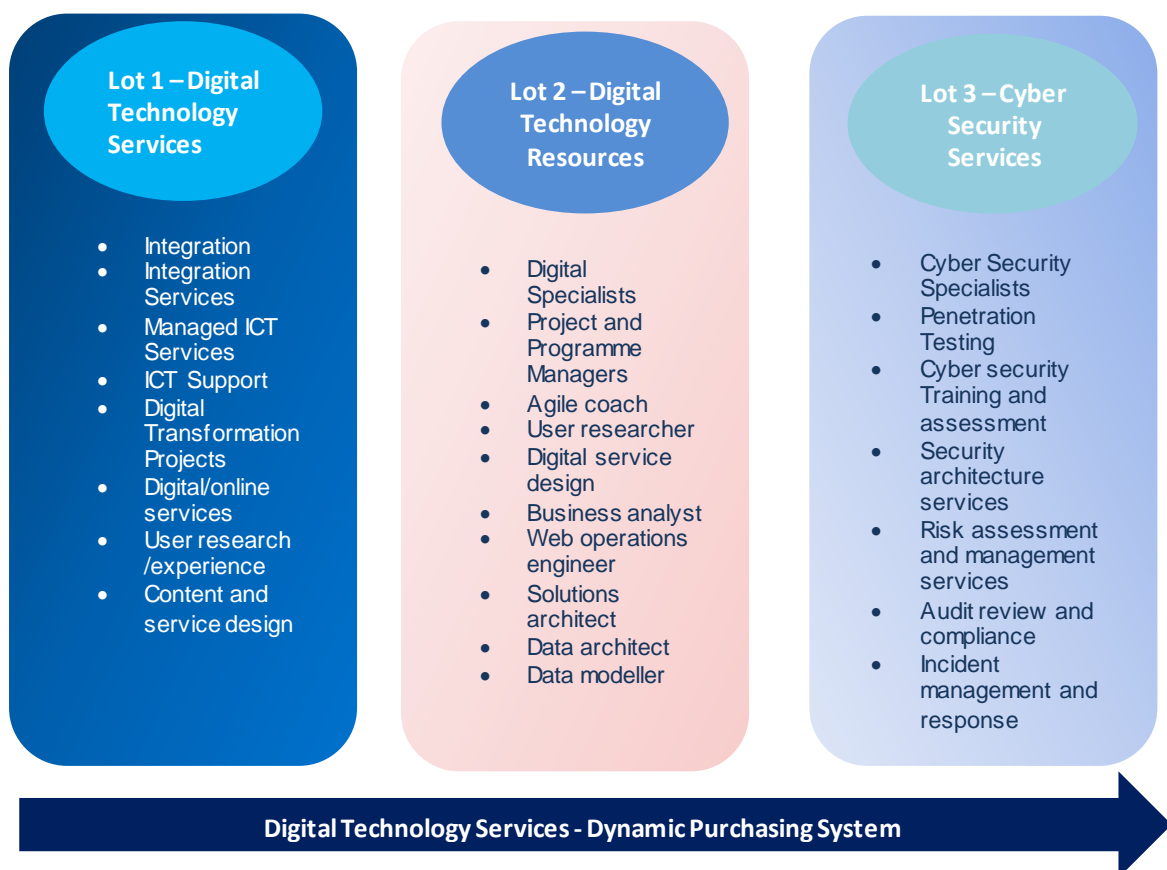 Lot 1 – Digital
Technology
Services
• Integration
• Integration
Services
• Managed ICT
Services
• ICT Support
• Digital
Transformation
Projects
• Digital/online
services
• User research
/experience
• Content and
service design
Lot 2 – Digital
Technology
Resources
• Digital
Specialists
• Project and
Programme
Managers
• Agile coach
• User researcher
• Digital service
design
• Business analyst
• Web operations
engineer
• Solutions
architect
• Data architect
• Data modeller
Lot 3 – Cyber
Security
Services
• Cyber Security
Specialists
• Penetration
Testing
• Cyber security
Training and
assessment
• Security
architecture
services
• Risk assessment
and management
services
• Audit review and
compliance
• Incident
management and
response
Digital Technology Services - Dynamic Purchasing System